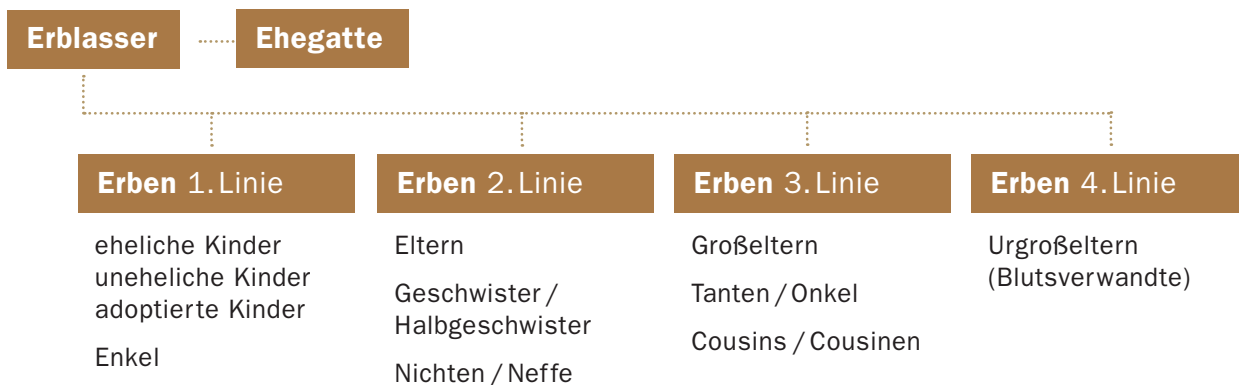 Erblasser
Ehegatte
Erben 1. Linie
eheliche Kinder
uneheliche Kinder
adoptierte Kinder
Enkel
Erben 2. Linie
Eltern
Geschwister /
Halbgeschwister
Nichten / Neffe
Erben 3. Linie
Großeltern
Tanten / Onkel
Cousins / Cousinen
Erben 4. Linie
Urgroßeltern
(Blutsverwandte)